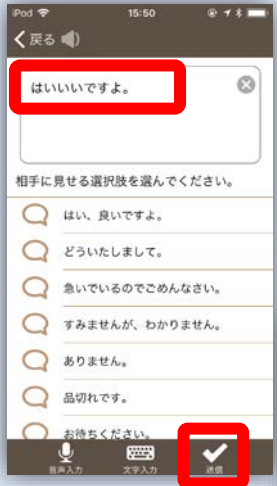 iPod 15:50
戻る
はいいいですよ。
相手に見せる選択肢を選んでください。
はい、良いですよ。
どういたしまして。
急いでいるのでごめんなさい。
すみませんが、わかりません。
ありません。
品切れです。
お待ちください。
音声入力 文字入力 送信